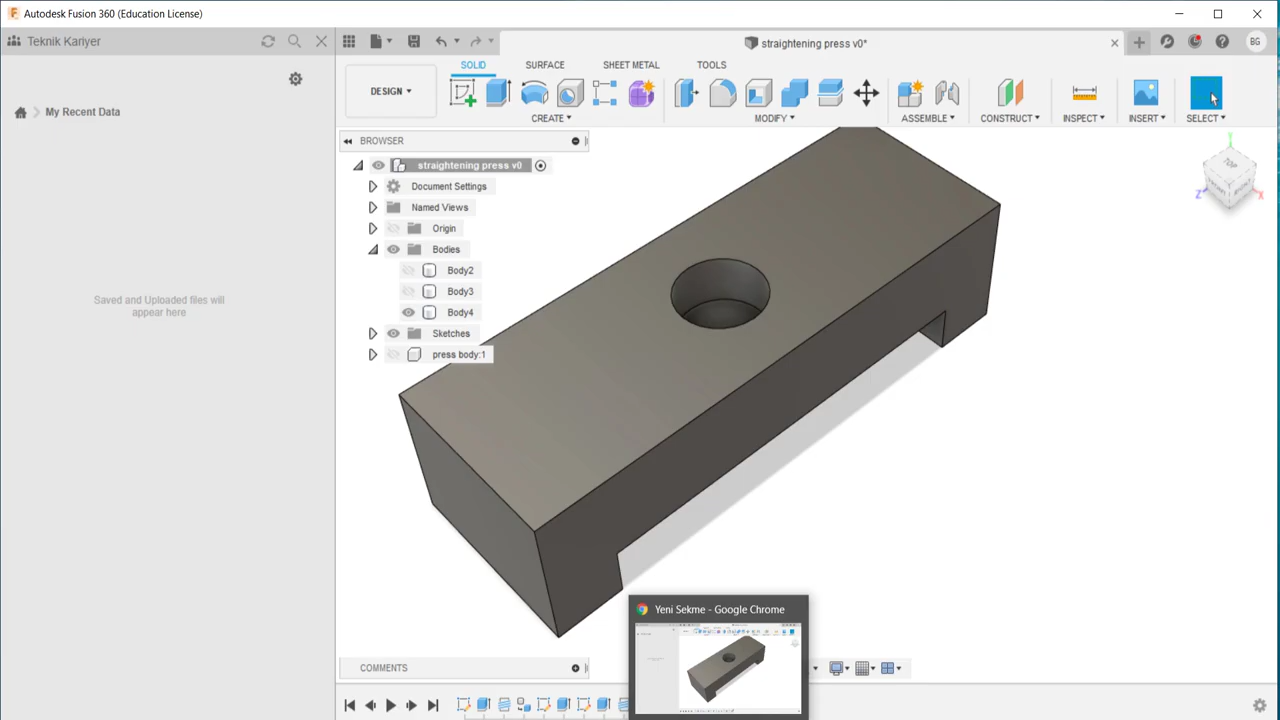 Autodesk Fusion 360 (Education License)
Teknik Kariyer
straightening press v0*
BG
My Recent Data
Saved and Uploaded files will
appear here
DESIGN
SOLID
SURFACE
SHEET METAL
TOOLS
CREATE
MODIFY
ASSEMBLE
CONSTRUCT
INSPECT
INSERT
SELECT
BROWSER
straightening press v0
Document Settings
Named Views
Origin
Bodies
Body2
Body3
Body4
Sketches
press body:1
Y
TOP
Z
X
Yeni Sekme - Google Chrome
COMMENTS